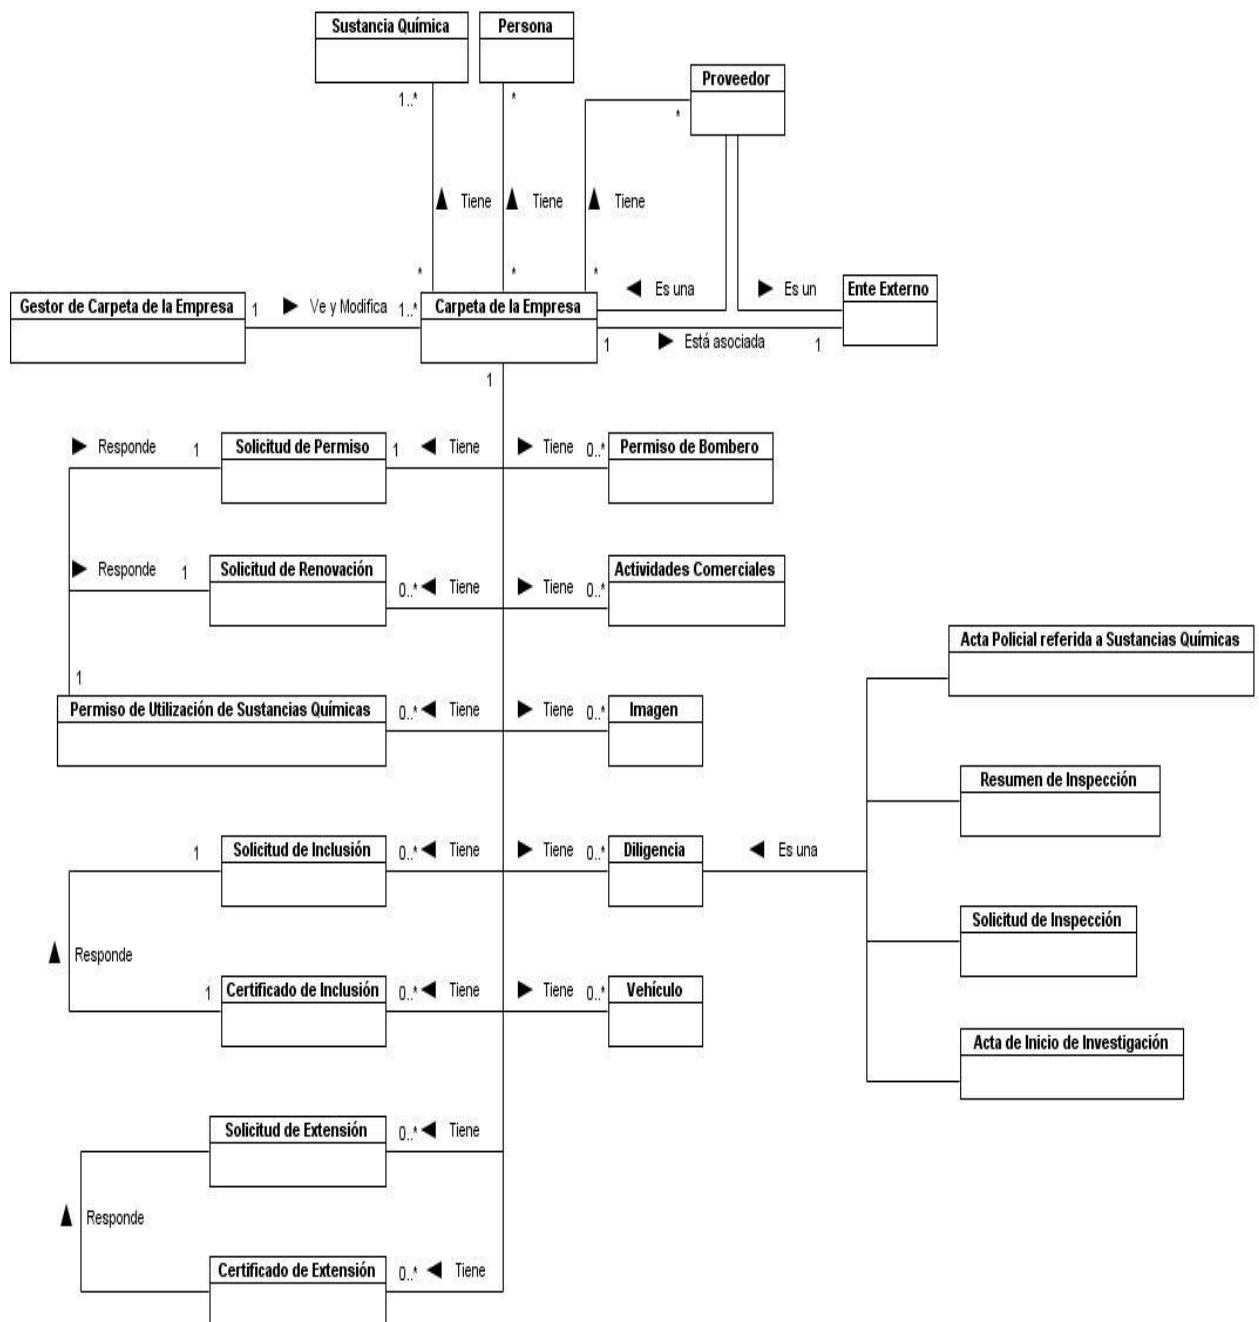 Sustancia Química
Persona
Proveedor
1..*
*
*
Tiene
Tiene
Tiene
*
*
*
Es una
Es un
Gestor de Carpeta de la Empresa
1
Ve y Modifica
1..*
Carpeta de la Empresa
Ente Externo
1
Está asociada
1
1
Responde
1
Solicitud de Permiso
1
Tiene
Tiene
0..*
Permiso de Bombero
Responde
1
Solicitud de Renovación
0..*
Tiene
Tiene
0..*
Actividades Comerciales
Acta Policial referida a Sustancias Químicas
1
Permiso de Utilización de Sustancias Químicas
0..*
Tiene
Tiene
0..*
Imagen
Resumen de Inspección
1
Solicitud de Inclusión
0..*
Tiene
Tiene
0..*
Diligencia
Es una
Solicitud de Inspección
Responde
1
Certificado de Inclusión
0..*
Tiene
Tiene
0..*
Vehículo
Acta de Inicio de Investigación
Solicitud de Extensión
0..*
Tiene
Responde
Certificado de Extensión
0..*
Tiene